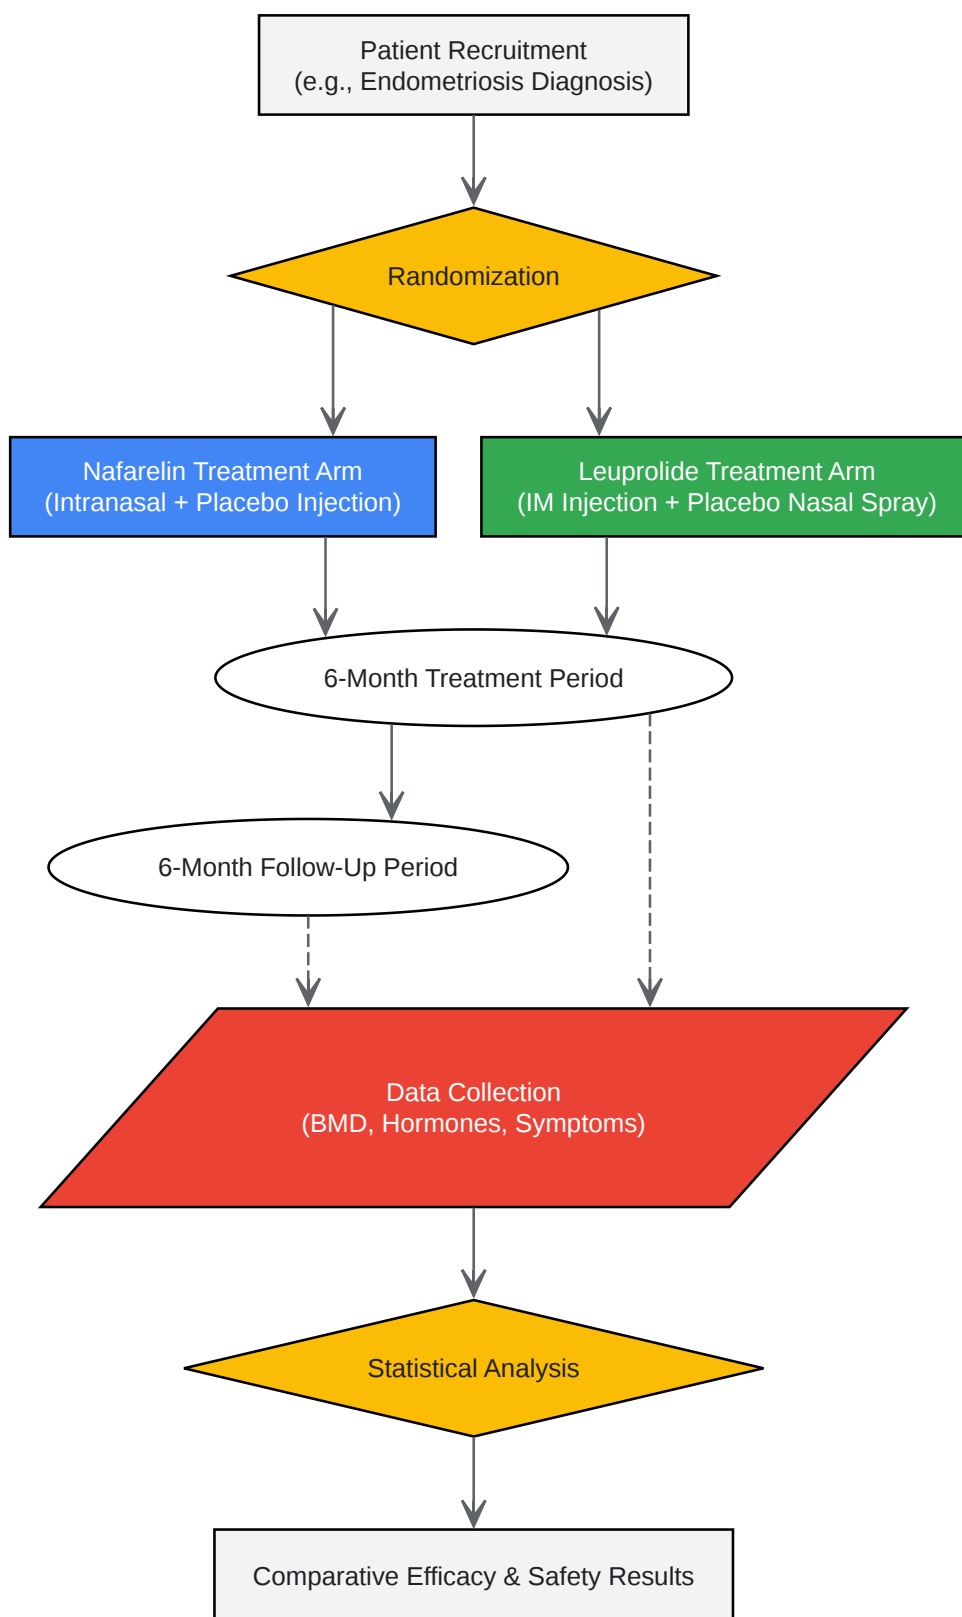 Patient Recruitment
(e.g., Endometriosis Diagnosis)
Randomization
Nafarelin Treatment Arm
(Intranasal + Placebo Injection)
Leuprolide Treatment Arm
(IM Injection + Placebo Nasal Spray)
6-Month Treatment Period
6-Month Follow-Up Period
Data Collection
(BMD, Hormones, Symptoms)
Statistical Analysis
Comparative Efficacy & Safety Results